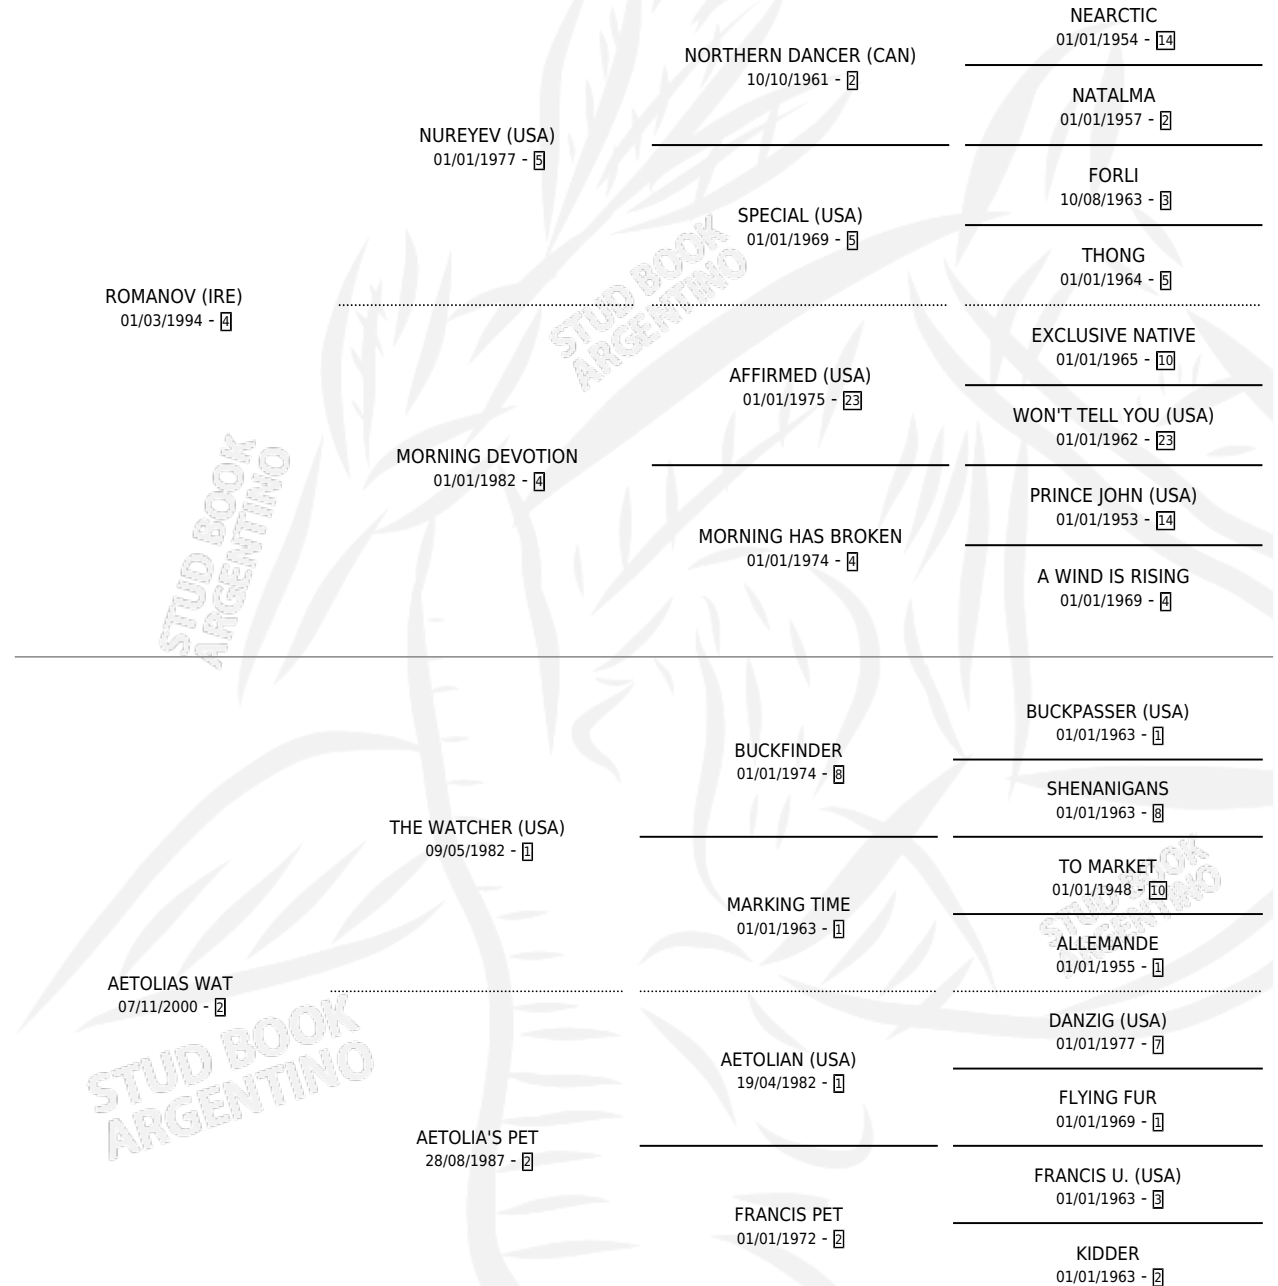 NEARCTIC
01/01/1954 - 14
NORTHERN DANCER (CAN)
10/10/1961 - 2
NATALMA
01/01/1957 - 2
NUREYEV (USA)
01/01/1977 - 5
FORLI
10/08/1963 - 3
SPECIAL (USA)
01/01/1969 - 5
THONG
01/01/1964 - 5
ROMANOV (IRE)
01/03/1994 - 4
EXCLUSIVE NATIVE
01/01/1965 - 10
AFFIRMED (USA)
01/01/1975 - 23
WON'T TELL YOU (USA)
01/01/1962 - 23
MORNING DEVOTION
01/01/1982 - 4
PRINCE JOHN (USA)
01/01/1953 - 14
MORNING HAS BROKEN
01/01/1974 - 4
A WIND IS RISING
01/01/1969 - 4
BUCKPASSER (USA)
01/01/1963 - 1
BUCKFINDER
01/01/1974 - 8
SHENANIGANS
01/01/1963 - 8
THE WATCHER (USA)
09/05/1982 - 1
TO MARKET
01/01/1948 - 10
MARKING TIME
01/01/1963 - 1
ALLEMANDE
01/01/1955 - 1
AETOLIAS WAT
07/11/2000 - 2
DANZIG (USA)
01/01/1977 - 7
AETOLIAN (USA)
19/04/1982 - 1
FLYING FUR
01/01/1969 - 1
AETOLIA'S PET
28/08/1987 - 2
FRANCIS U. (USA)
01/01/1963 - 3
FRANCIS PET
01/01/1972 - 2
KIDDER
01/01/1963 - 2
STUD BOOK
ARGENTINO
STUD BOOK
ARGENTINO
STUD BOOK
ARGENTINO
STUD BOOK
ARGENTINO